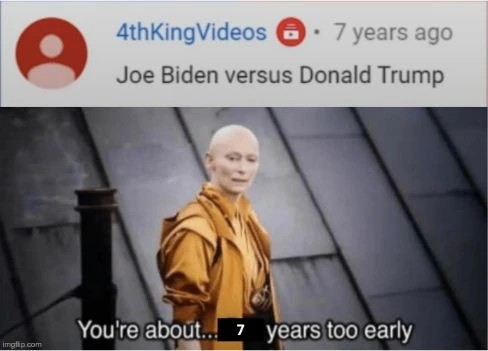 4thKingVideos • 7 years ago
Joe Biden versus Donald Trump
You're about... 7 years too early
imgflip.com